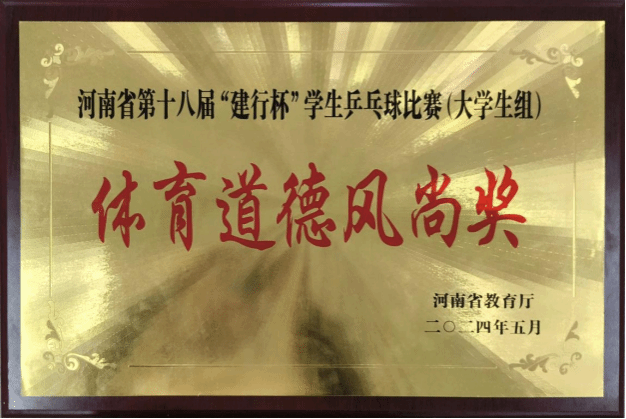 河南省第十八届“建行杯”学生乒乓球比赛(大学生组)
体育道德风尚奖
河南省教育厅
二〇二四年五月